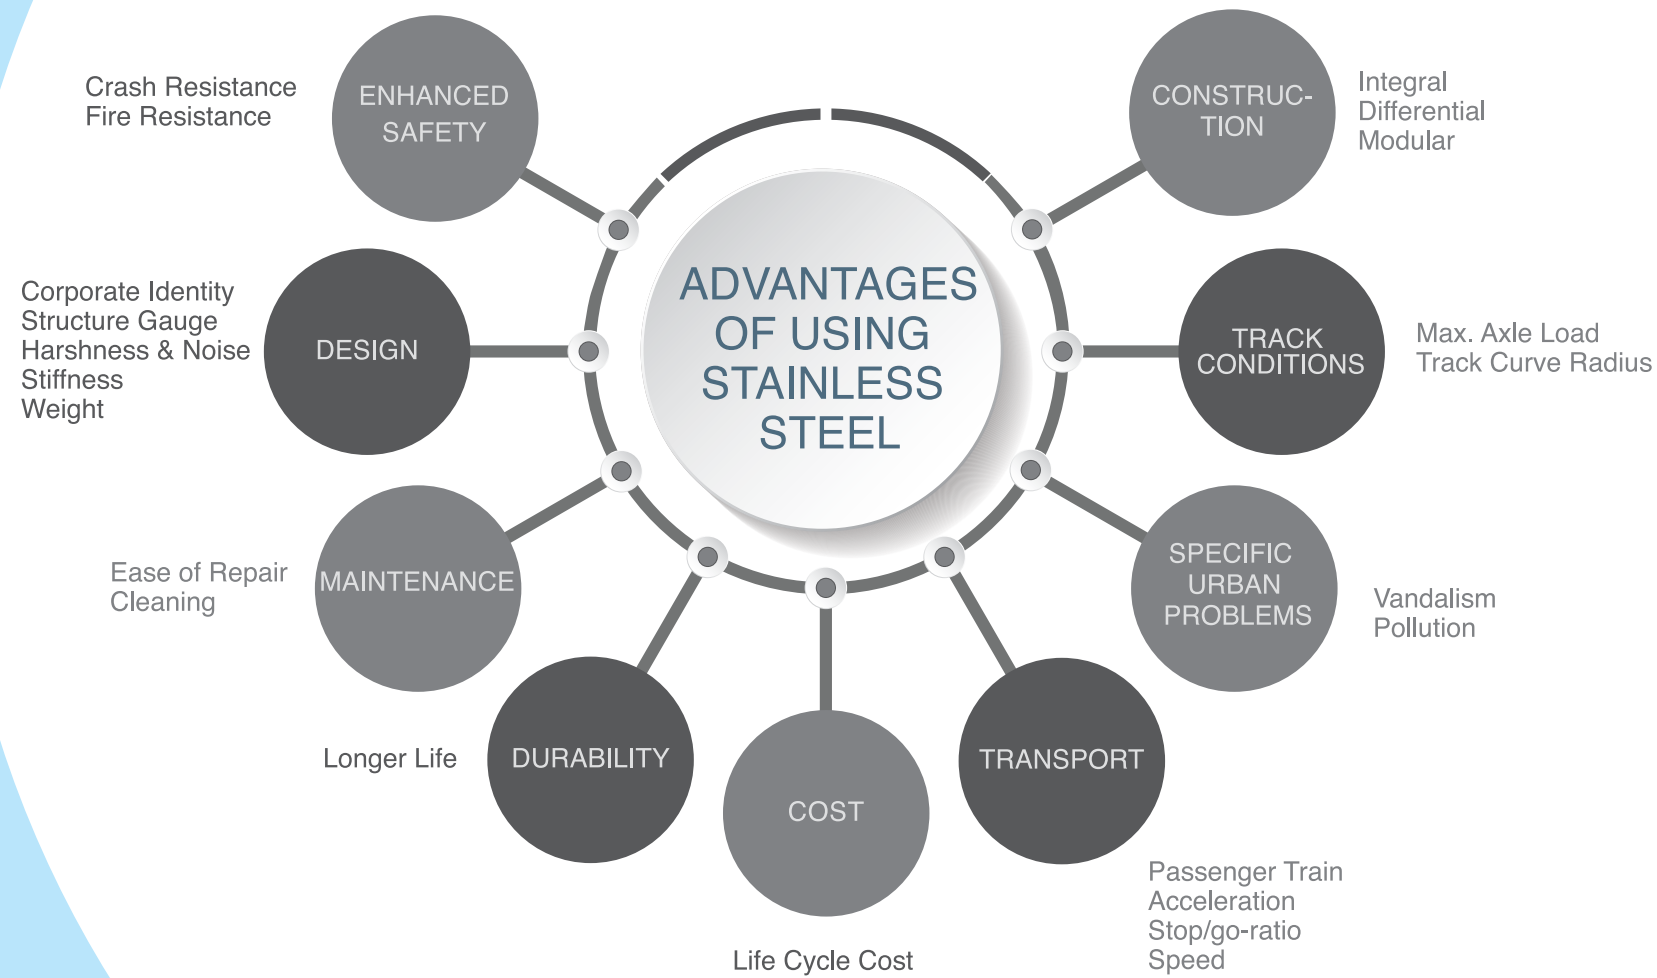 ADVANTAGES
OF USING
STAINLESS
STEEL
Crash Resistance
Fire Resistance
ENHANCED
SAFETY
Corporate Identity
Structure Gauge
Harshness & Noise
Stiffness
Weight
DESIGN
Ease of Repair
Cleaning
MAINTENANCE
Longer Life
DURABILITY
COST
Life Cycle Cost
TRANSPORT
Passenger Train
Acceleration
Stop/go-ratio
Speed
SPECIFIC
URBAN
PROBLEMS
Vandalism
Pollution
TRACK
CONDITIONS
Max. Axle Load
Track Curve Radius
CONSTRUC-
TION
Integral
Differential
Modular